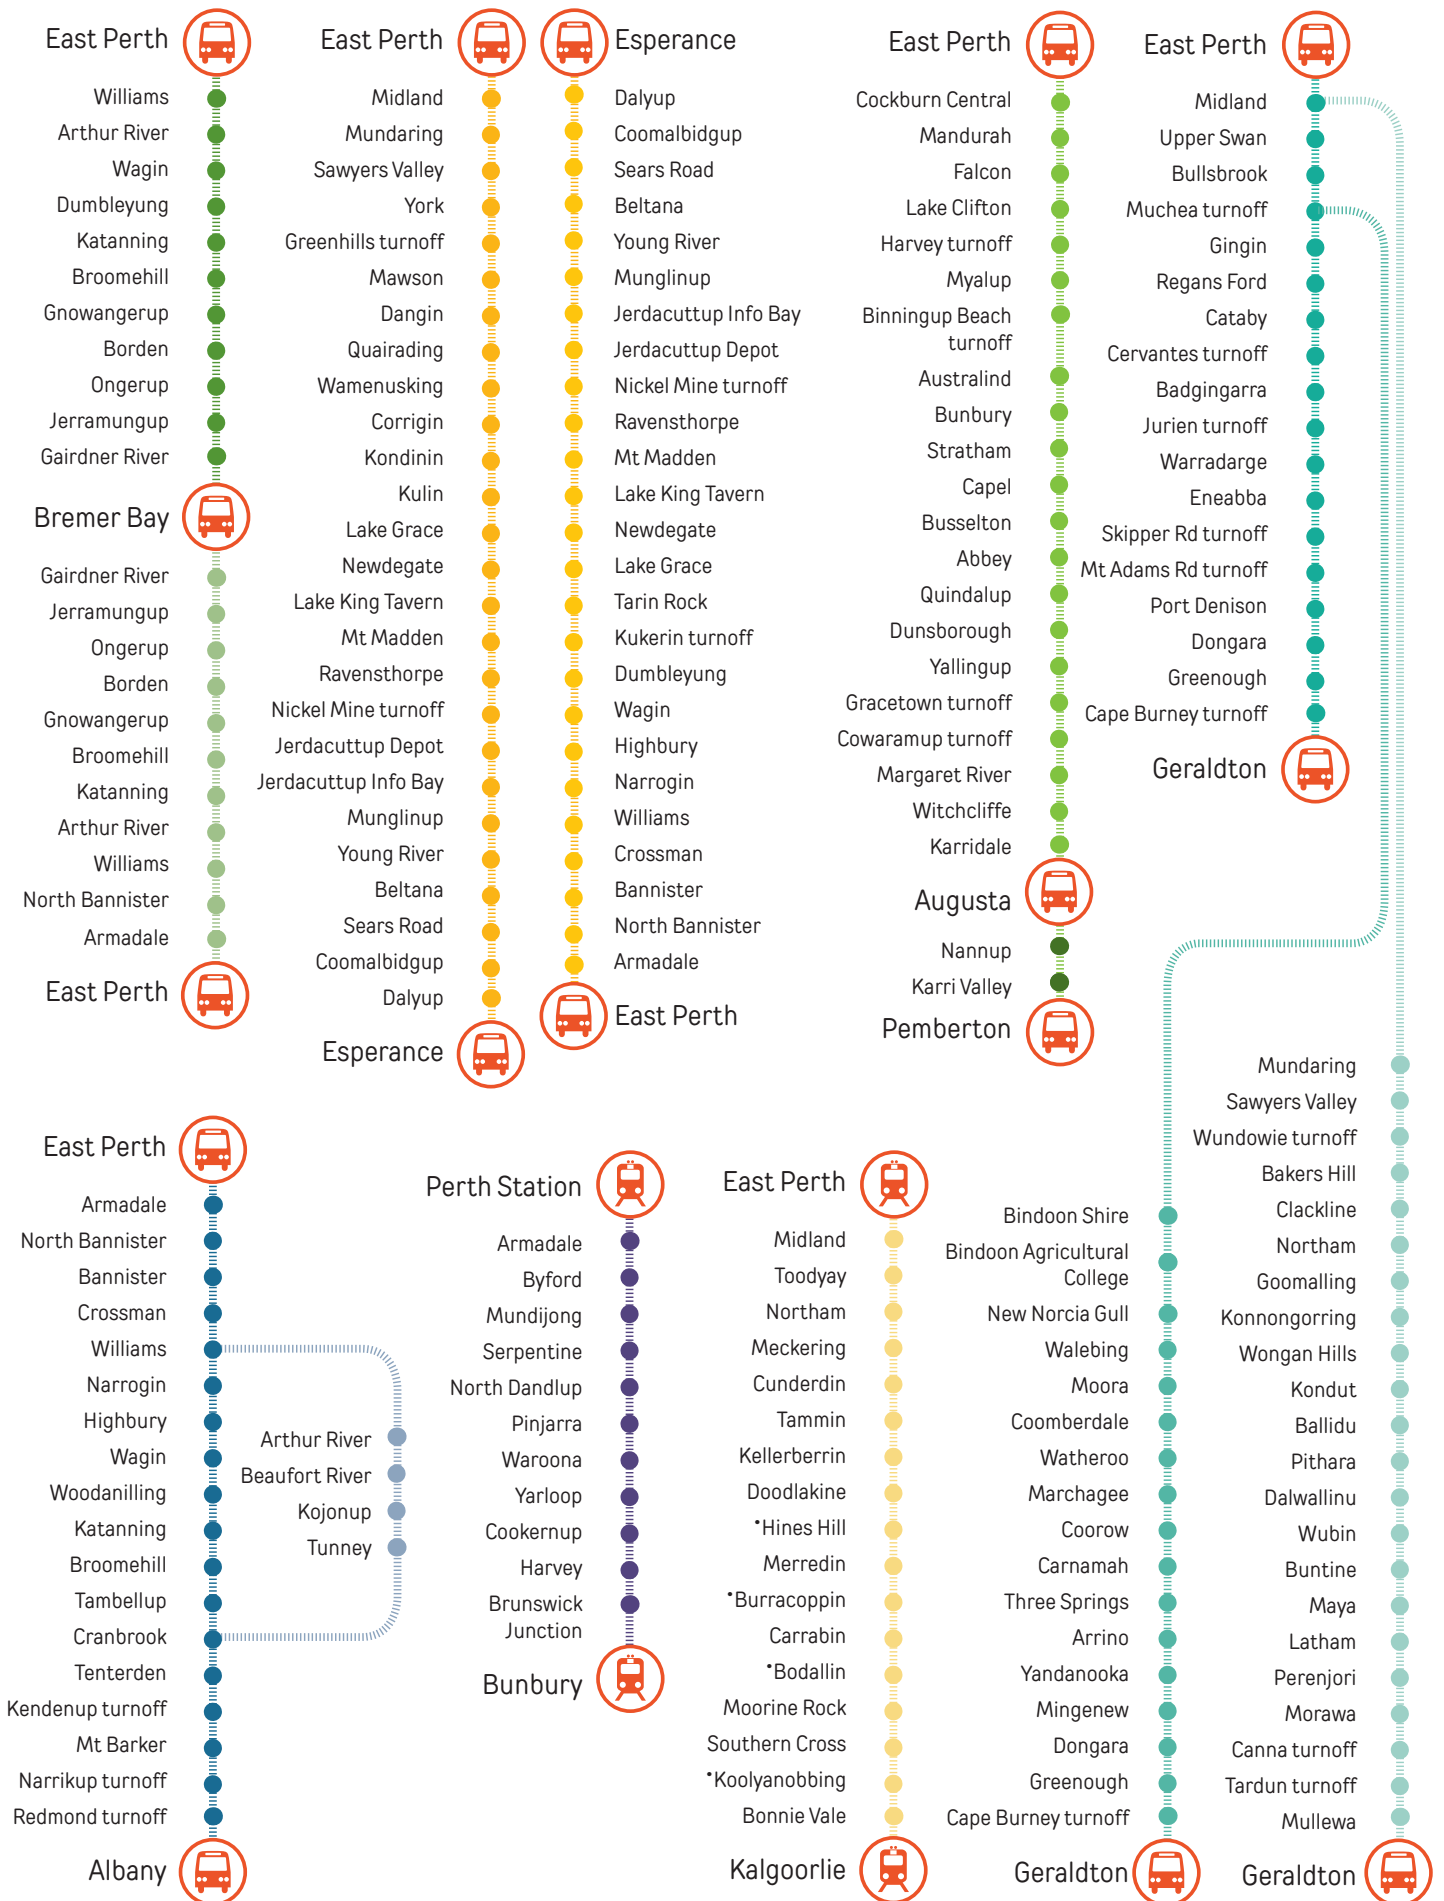 East Perth
Williams
Arthur River
Wagin
Dumbleyung
Katanning
Broomehill
Gnowangerup
Borden
Ongerup
Jerramungup
Gairdner River
Bremer Bay
Gairdner River
Jerramungup
Ongerup
Borden
Gnowangerup
Broomehill
Katanning
Arthur River
Williams
North Bannister
Armadale
East Perth
East Perth
Midland
Mundaring
Sawyers Valley
York
Greenhills turnoff
Mawson
Dangin
Quairading
Wamenusking
Corrigin
Kondinin
Kulin
Lake Grace
Newdegate
Lake King Tavern
Mt Madden
Ravensthorpe
Nickel Mine turnoff
Jerdacuttup Depot
Jerdacuttup Info Bay
Munglinup
Young River
Beltana
Sears Road
Coomalbidgup
Dalyup
Esperance
Esperance
Dalyup
Coomalbidgup
Sears Road
Beltana
Young River
Munglinup
Jerdacuttup Info Bay
Jerdacuttup Depot
Nickel Mine turnoff
Ravensthorpe
Mt Madden
Lake King Tavern
Newdegate
Lake Grace
Tarin Rock
Kukerin turnoff
Dumbleyung
Wagin
Highbury
Narrogin
Williams
Crossman
Bannister
North Bannister
Armadale
East Perth
East Perth
Cockburn Central
Mandurah
Falcon
Lake Clifton
Harvey turnoff
Myalup
Binningup Beach
turnoff
Australind
Bunbury
Stratham
Capel
Busselton
Abbey
Quindalup
Dunsborough
Yallingup
Gracetown turnoff
Cowaramup turnoff
Margaret River
Witchcliffe
Karridale
Augusta
Nannup
Karri Valley
Pemberton
East Perth
Midland
Upper Swan
Bullsbrook
Muchea turnoff
Gingin
Regans Ford
Cataby
Cervantes turnoff
Badgingarra
Jurien turnoff
Warradarge
Eneabba
Skipper Rd turnoff
Mt Adams Rd turnoff
Port Denison
Dongara
Greenough
Cape Burney turnoff
Geraldton
East Perth
Armadale
North Bannister
Bannister
Crossman
Williams
Narrogin
Highbury
Wagin
Woodanilling
Katanning
Broomehill
Tambellup
Cranbrook
Tenterden
Kendenup turnoff
Mt Barker
Narrikup turnoff
Redmond turnoff
Albany
Arthur River
Beaufort River
Kojonup
Tunney
Perth Station
Armadale
Byford
Mundijong
Serpentine
North Dandlup
Pinjarra
Waroona
Yarloop
Cookernup
Harvey
Brunswick
Junction
Bunbury
East Perth
Midland
Toodyay
Northam
Meckering
Cunderdin
Tammin
Kellerberrin
Doodlakine
•Hines Hill
Merredin
•Burracoppin
Carrabin
•Bodallin
Moorine Rock
Southern Cross
•Koolyanobbing
Bonnie Vale
Kalgoorlie
Bindoon Shire
Bindoon Agricultural
College
New Norcia Gull
Walebing
Moora
Coomberdale
Watheroo
Marchagee
Coorow
Carnamah
Three Springs
Arrino
Yandanooka
Mingenew
Dongara
Greenough
Cape Burney turnoff
Geraldton
Mundaring
Sawyers Valley
Wundowie turnoff
Bakers Hill
Clackline
Northam
Goomalling
Konnongorring
Wongan Hills
Kondut
Ballidu
Pithara
Dalwallinu
Wubin
Buntine
Maya
Latham
Perenjori
Morawa
Canna turnoff
Tardun turnoff
Mullewa
Geraldton